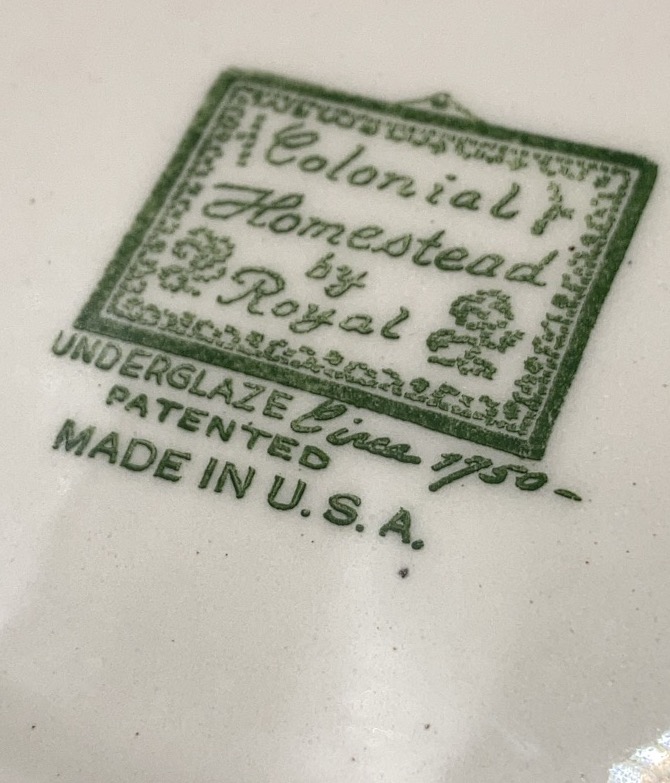 Colonial
Homestead
by
Royal
UNDERGLAZE Circa 1750-
PATENTED
MADE IN U.S.A.